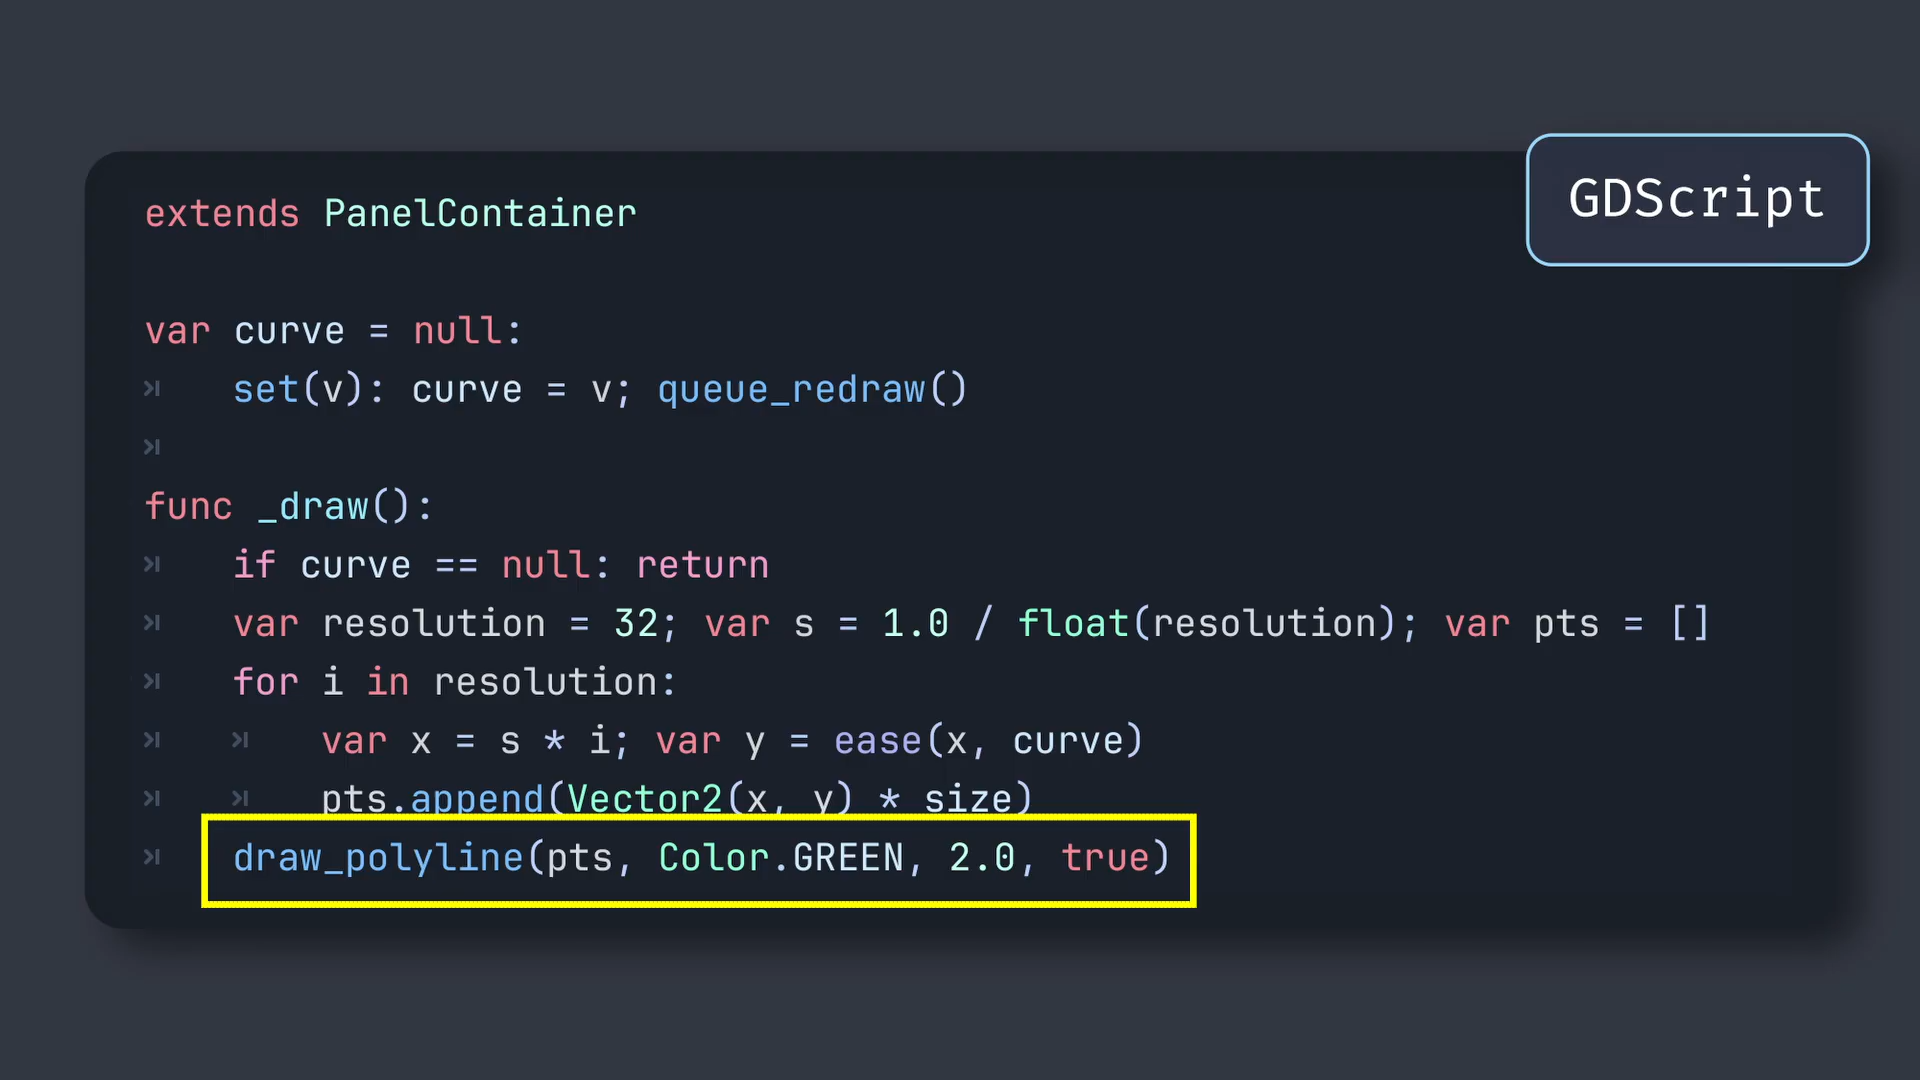 GDScript
extends PanelContainer
var curve = null:
set(v): curve = v; queue_redraw()
func _draw():
if curve == null: return
var resolution = 32; var s = 1.0 / float(resolution); var pts = []
for i in resolution:
var x = s * i; var y = ease(x, curve)
pts.append(Vector2(x, y) * size)
draw_polyline(pts, Color.GREEN, 2.0, true)